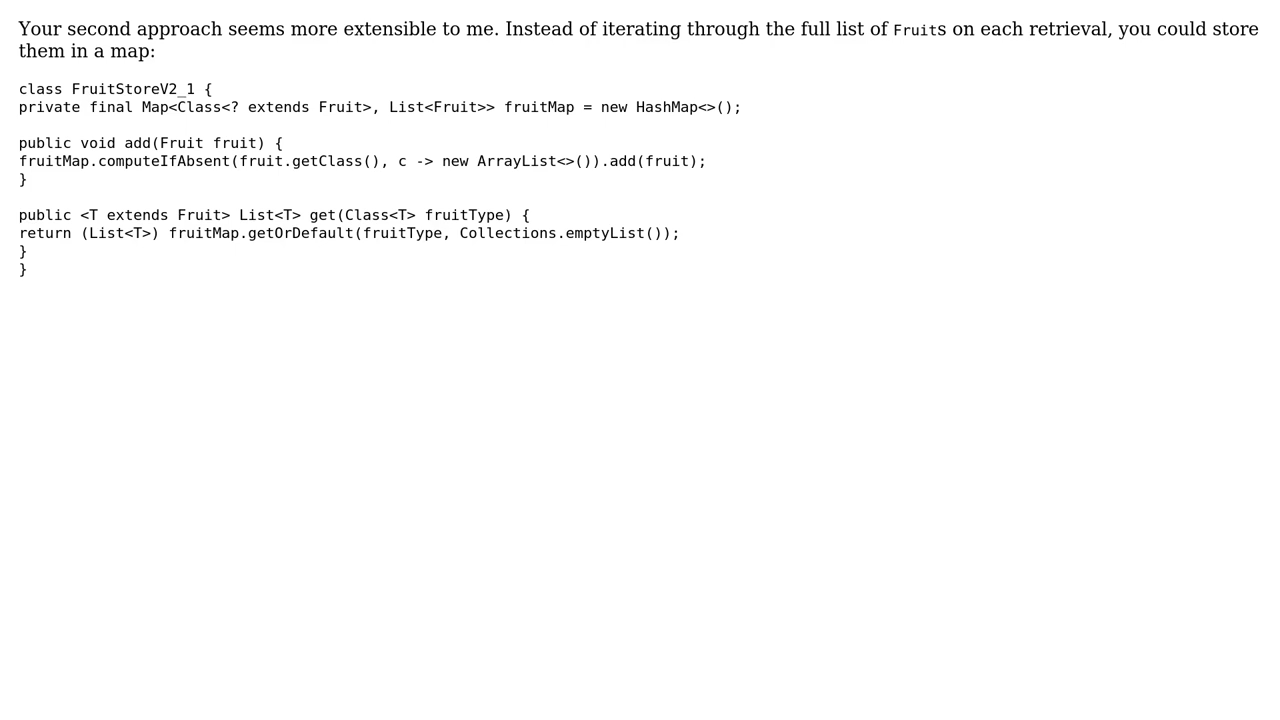 Your second approach seems more extensible to me. Instead of iterating through the full list of Fruits on each retrieval, you could store
them in a map:
class FruitStoreV2_1 {
private final Map<Class<? extends Fruit>, List<Fruit>> fruitMap = new HashMap<>();
public void add(Fruit fruit) {
fruitMap.computeIfAbsent(fruit.getClass(), c -> new ArrayList<>()).add(fruit);
}
public <T extends Fruit> List<T> get(Class<T> fruitType) {
return (List<T>) fruitMap.getOrDefault(fruitType, Collections.emptyList());
}
}